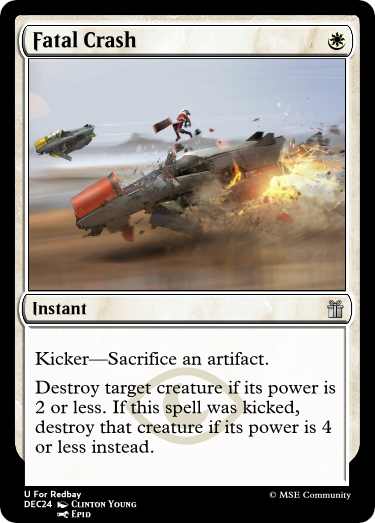 Fatal Crash
Instant
Kicker—Sacrifice an artifact.
Destroy target creature if its power is
2 or less. If this spell was kicked,
destroy that creature if its power is 4
or less instead.
U For Redbay
DEC24 Clinton Young
Epid
© MSE Community